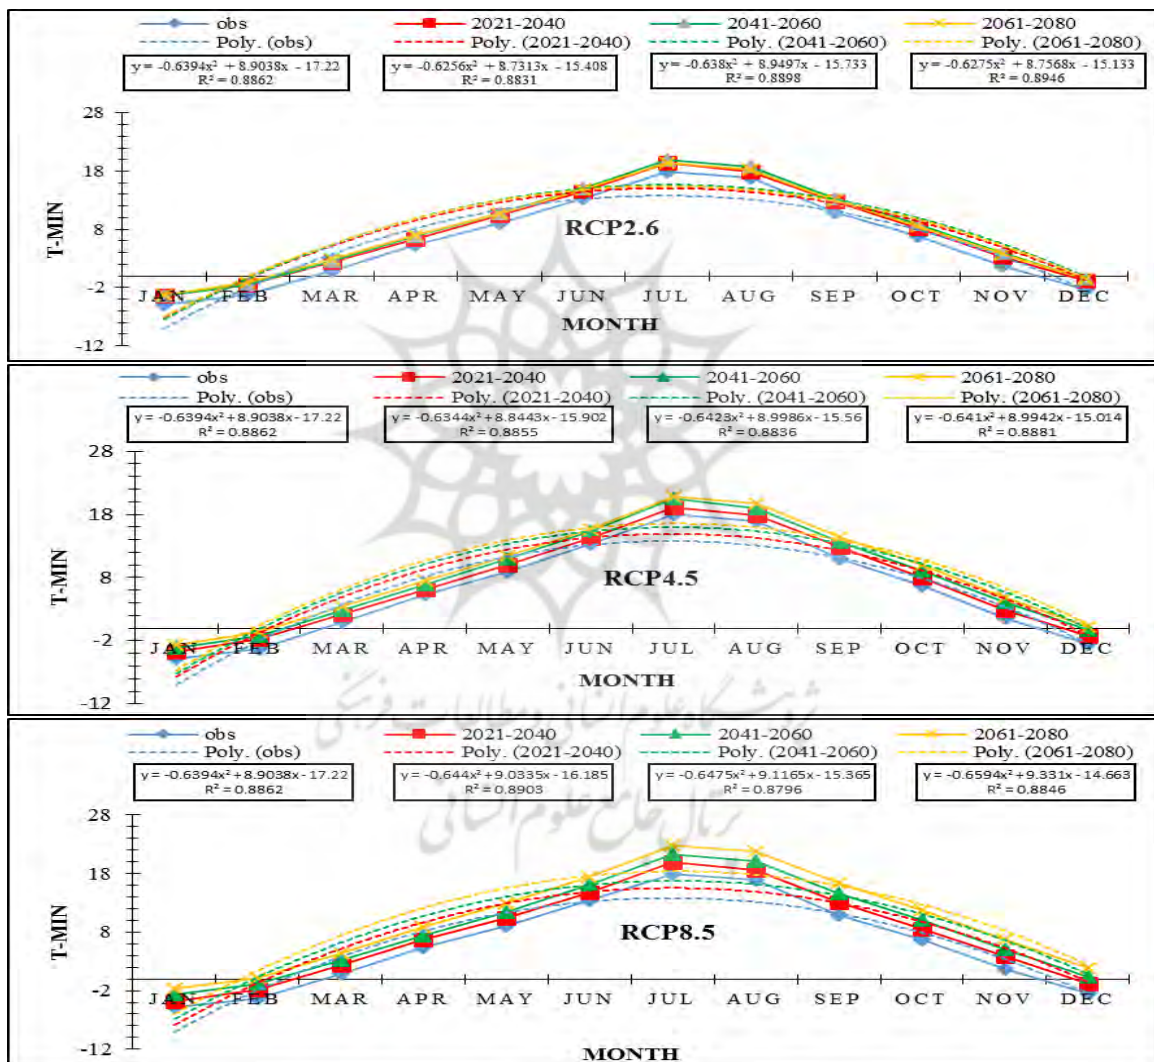 obs 2021-2040 2041-2060 2061-2080
Poly. (obs) Poly. (2021-2040) Poly. (2041-2060) Poly. (2061-2080)
y = -0.6394x² + 8.9038x - 17.22 y = -0.6256x² + 8.7313x - 15.408 y = -0.638x² + 8.9497x - 15.733 y = -0.6275x² + 8.7568x - 15.133
R² = 0.8862 R² = 0.8831 R² = 0.8898 R² = 0.8946
28
18
8
-2
-12
T-MIN
RCP2.6
JAN FEB MAR APR MAY JUN JUL AUG SEP OCT NOV DEC
MONTH
obs 2021-2040 2041-2060 2061-2080
Poly. (obs) Poly. (2021-2040) Poly. (2041-2060) Poly. (2061-2080)
y = -0.6394x² + 8.9038x - 17.22 y = -0.6344x² + 8.8443x - 15.902 y = -0.6423x² + 8.9986x - 15.56 y = -0.641x² + 8.9942x - 15.014
R² = 0.8862 R² = 0.8855 R² = 0.8836 R² = 0.8881
28
18
8
-2
-12
T-MIN
RCP4.5
JAN FEB MAR APR MAY JUN JUL AUG SEP OCT NOV DEC
پژوهشگاه علوم انسانی و مطالعات فرهنگی
obs 2021-2040 2041-2060 2061-2080
Poly. (obs) Poly. (2021-2040) Poly. (2041-2060) Poly. (2061-2080)
y = -0.6394x² + 8.9038x - 17.22 y = -0.644x² + 9.0335x - 16.185 y = -0.6475x² + 9.1165x - 15.365 y = -0.6594x² + 9.331x - 14.663
R² = 0.8862 R² = 0.8903 R² = 0.8796 R² = 0.8846
پرتال جامع علوم انسانی
28
18
8
-2
-12
T-MIN
RCP8.5
JAN FEB MAR APR MAY JUN JUL AUG SEP OCT NOV DEC
MONTH